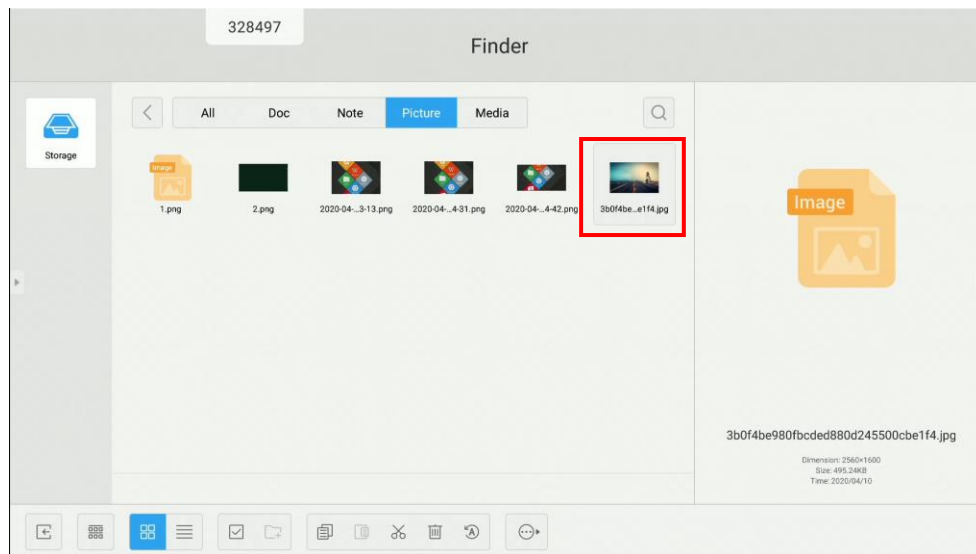 328497
Finder
Storage
All Doc Note Picture Media
Image
1.png 2.png 2020-04-..3-13.png 2020-04-..4-31.png 2020-04-..4-42.png 3b0f4be...e1f4.jpg
Image
3b0f4be980fbcded880d245500cbe1f4.jpg
Dimension: 2560×1600
Size: 495.24KB
Time: 2020/04/10